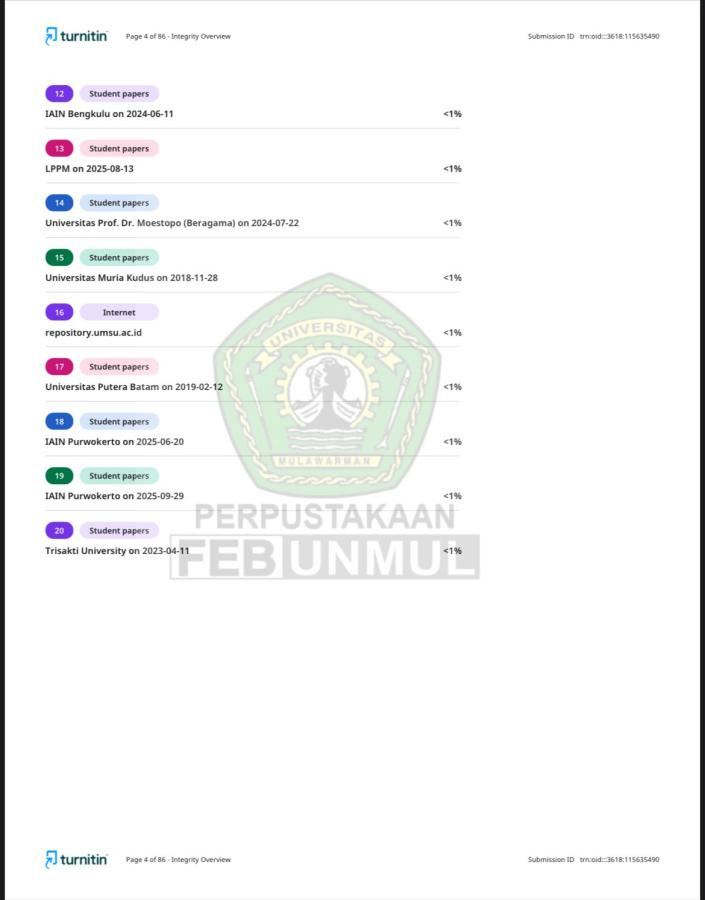 turnitin Page 4 of 86 - Integrity Overview Submission ID trn:oid:::3618:115635490
12 Student papers
IAIN Bengkulu on 2024-06-11 <1%
13 Student papers
LPPM on 2025-08-13 <1%
14 Student papers
Universitas Prof. Dr. Moestopo (Beragama) on 2024-07-22 <1%
15 Student papers
Universitas Muria Kudus on 2018-11-28 <1%
16 Internet
repository.umsu.ac.id <1%
UNIVERSITAS
17 Student papers
Universitas Putera Batam on 2019-02-12 <1%
18 Student papers
IAIN Purwokerto on 2025-06-20 <1%
MULAWARMAN
19 Student papers
IAIN Purwokerto on 2025-09-29 <1%
PERPUSTAKAAN
20 Student papers
Trisakti University on 2023-04-11 <1%
FEB UNMUL
turnitin Page 4 of 86 - Integrity Overview Submission ID trn:oid:::3618:115635490